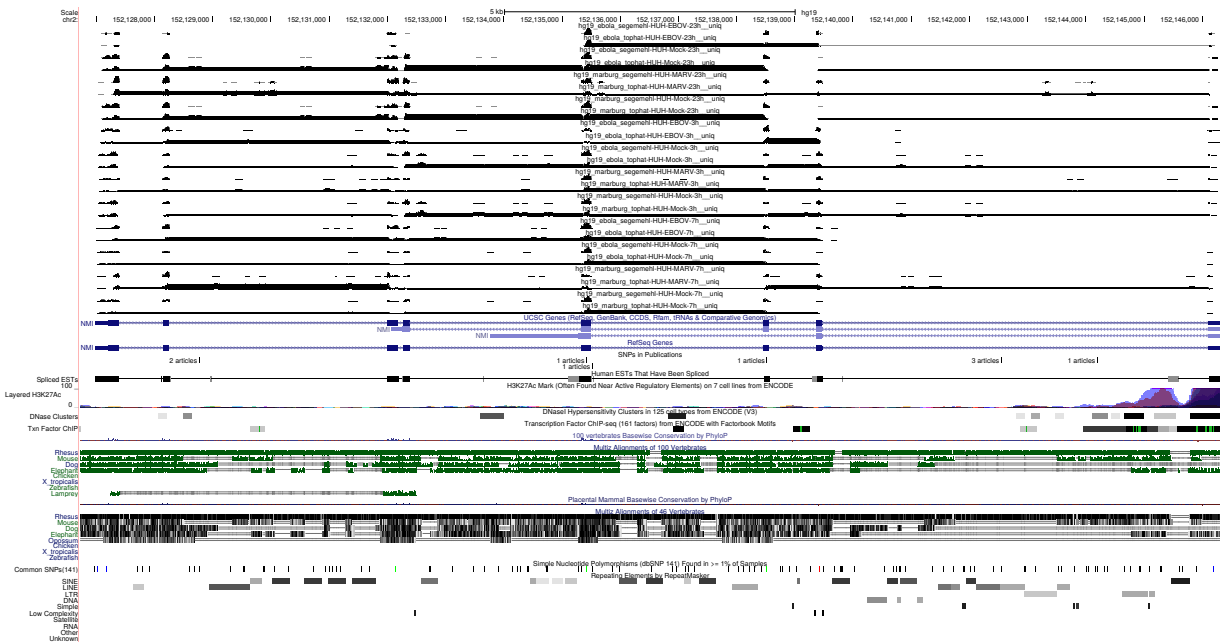 Scale 5 kb hg19
chr2: 152,128,000 152,129,000 152,130,000 152,131,000 152,132,000 152,133,000 152,134,000 152,135,000 152,136,000 152,137,000 152,138,000 152,139,000 152,140,000 152,141,000 152,142,000 152,143,000 152,144,000 152,145,000 152,146,000
hg19_ebola_segemehl-HUH-EBOV-23h__uniq
hg19_ebola_tophat-HUH-EBOV-23h__uniq
hg19_ebola_segemehl-HUH-Mock-23h__uniq
hg19_ebola_tophat-HUH-Mock-23h__uniq
hg19_marburg_segemehl-HUH-MARV-23h__uniq
hg19_marburg_tophat-HUH-MARV-23h__uniq
hg19_marburg_segemehl-HUH-Mock-23h__uniq
hg19_marburg_tophat-HUH-Mock-23h__uniq
hg19_ebola_segemehl-HUH-EBOV-3h__uniq
hg19_ebola_tophat-HUH-EBOV-3h__uniq
hg19_ebola_segemehl-HUH-Mock-3h__uniq
hg19_ebola_tophat-HUH-Mock-3h__uniq
hg19_marburg_segemehl-HUH-MARV-3h__uniq
hg19_marburg_tophat-HUH-MARV-3h__uniq
hg19_marburg_segemehl-HUH-Mock-3h__uniq
hg19_marburg_tophat-HUH-Mock-3h__uniq
hg19_ebola_segemehl-HUH-EBOV-7h__uniq
hg19_ebola_tophat-HUH-EBOV-7h__uniq
hg19_ebola_segemehl-HUH-Mock-7h__uniq
hg19_ebola_tophat-HUH-Mock-7h__uniq
hg19_marburg_segemehl-HUH-MARV-7h__uniq
hg19_marburg_tophat-HUH-MARV-7h__uniq
hg19_marburg_segemehl-HUH-Mock-7h__uniq
hg19_marburg_tophat-HUH-Mock-7h__uniq
UCSC Genes (RefSeq, GenBank, CCDS, Rfam, tRNAs & Comparative Genomics)
NMI
NMI
NMI
RefSeq Genes
NMI
SNPs in Publications
2 articles 1 articles 1 articles 3 articles 1 articles
1 articles
Human ESTs That Have Been Spliced
Spliced ESTs
H3K27Ac Mark (Often Found Near Active Regulatory Elements) on 7 cell lines from ENCODE
100
Layered H3K27Ac
0
DNaseI Hypersensitivity Clusters in 125 cell types from ENCODE (V3)
DNase Clusters
Transcription Factor ChIP-seq (161 factors) from ENCODE with Factorbook Motifs
Txn Factor ChIP
100 vertebrates Basewise Conservation by PhyloP
Multiz Alignments of 100 Vertebrates
Rhesus
Mouse
Dog
Elephant
Chicken
X_tropicalis
Zebrafish
Lamprey
Placental Mammal Basewise Conservation by PhyloP
Multiz Alignments of 46 Vertebrates
Rhesus
Mouse
Dog
Elephant
Opossum
Chicken
X_tropicalis
Zebrafish
Simple Nucleotide Polymorphisms (dbSNP 141) Found in >= 1% of Samples
Common SNPs(141)
Repeating Elements by RepeatMasker
SINE
LINE
LTR
DNA
Simple
Low Complexity
Satellite
RNA
Other
Unknown